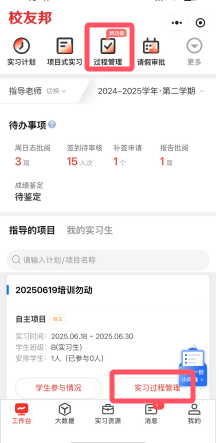 校友邦
新功能
实习计划 项目式实习 过程管理 请假审批 更多
指导老师 切换 2024-2025学年·第二学期
待办事项
周日志批阅 签到待审核 补签申请 报告批阅
3篇 15人次 1个 1篇
成绩鉴定
待鉴定
指导的项目 我的实习生
请输入计划/项目名称
20250619培训勿动
自主项目 自主
实习时间：2025.06.18 ~ 2025.06.30
学生班级：B(实习生)
安排学生：1人（已参与0人）
学生参与情况 实习过程管理
工作台 大数据 实习资源 消息 我的